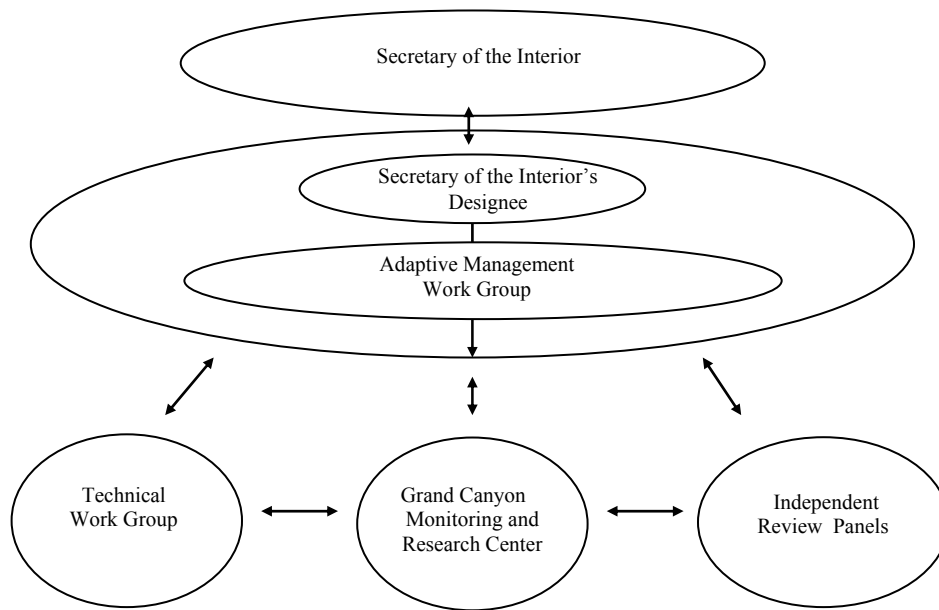 Secretary of the Interior
Secretary of the Interior's
Designee
Adaptive Management
Work Group
Technical
Work Group
Grand Canyon
Monitoring and
Research Center
Independent
Review Panels